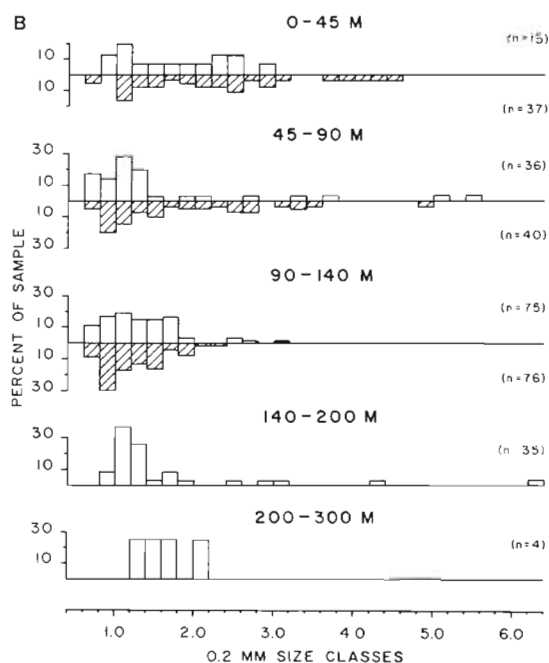 B
0-45 M
10
10
(n=15)
(n=37)
45-90 M
30
10
10
30
(n=36)
(n=40)
90-140 M
30
10
10
30
(n=75)
(n=76)
140-200 M
30
10
(n=35)
200-300 M
30
10
(n=4)
PERCENT OF SAMPLE
1.0 2.0 3.0 4.0 5.0 6.0
0.2 MM SIZE CLASSES